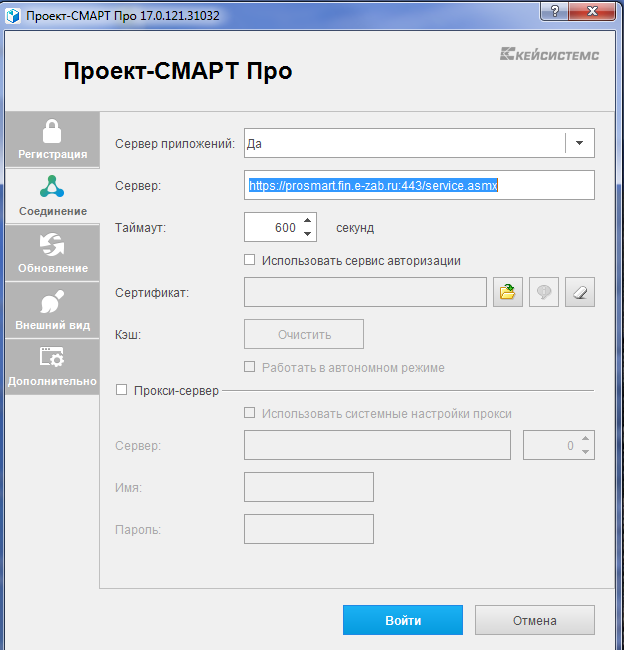 Проект-СМАРТ Про 17.0.121.31032
Проект-СМАРТ Про
КЕЙСИСТЕМС
Регистрация
Соединение
Обновление
Внешний вид
Дополнительно
Сервер приложений: Да
Сервер: https://prosmart.fin.e-zab.ru:443/service.asmx
Таймаут: 600 секунд
Использовать сервис авторизации
Сертификат:
Кэш: Очистить
Работать в автономном режиме
Прокси-сервер
Использовать системные настройки прокси
Сервер: 0
Имя:
Пароль:
Войти Отмена